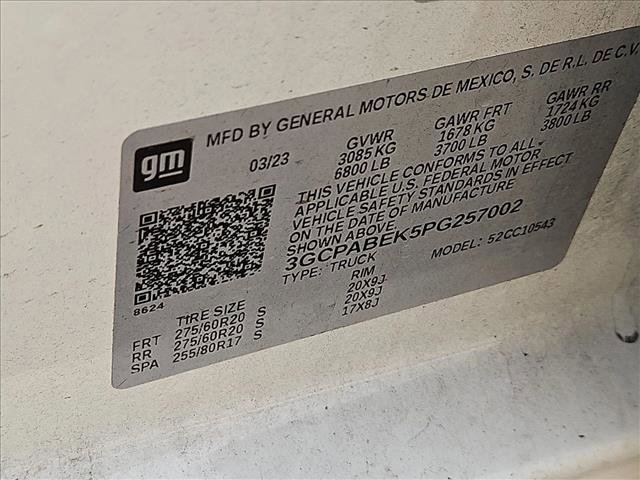 gm
MFD BY GENERAL MOTORS DE MEXICO, S. DE R.L. DE C.V.
03/23 GVWR GAWR FRT GAWR RR
3085 KG 1678 KG 1724 KG
6800 LB 3700 LB 3800 LB
THIS VEHICLE CONFORMS TO ALL
APPLICABLE U.S. FEDERAL MOTOR
VEHICLE SAFETY STANDARDS IN EFFECT
ON THE DATE OF MANUFACTURE
SHOWN ABOVE.
3GCPABEK5PG257002
TYPE: TRUCK MODEL: 52CC10543
8624
TIRE SIZE RIM
FRT 275/60R20 S 20X9J
RR 275/60R20 S 20X9J
SPA 255/80R17 S 17X8J